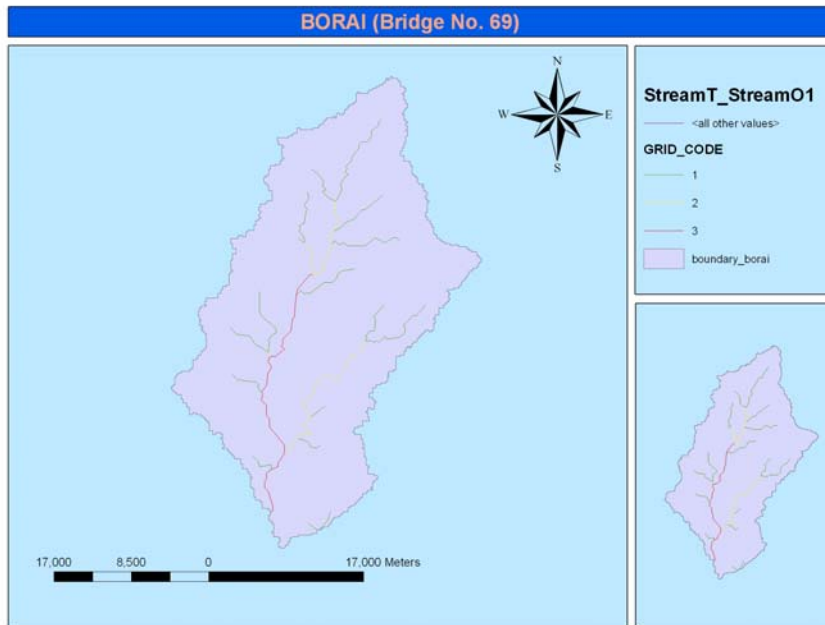 BORAI (Bridge No. 69)
N
W
E
S
17,000 8,500 0 17,000 Meters
StreamT_StreamO1
<all other values>
GRID_CODE
1
2
3
boundary_borai